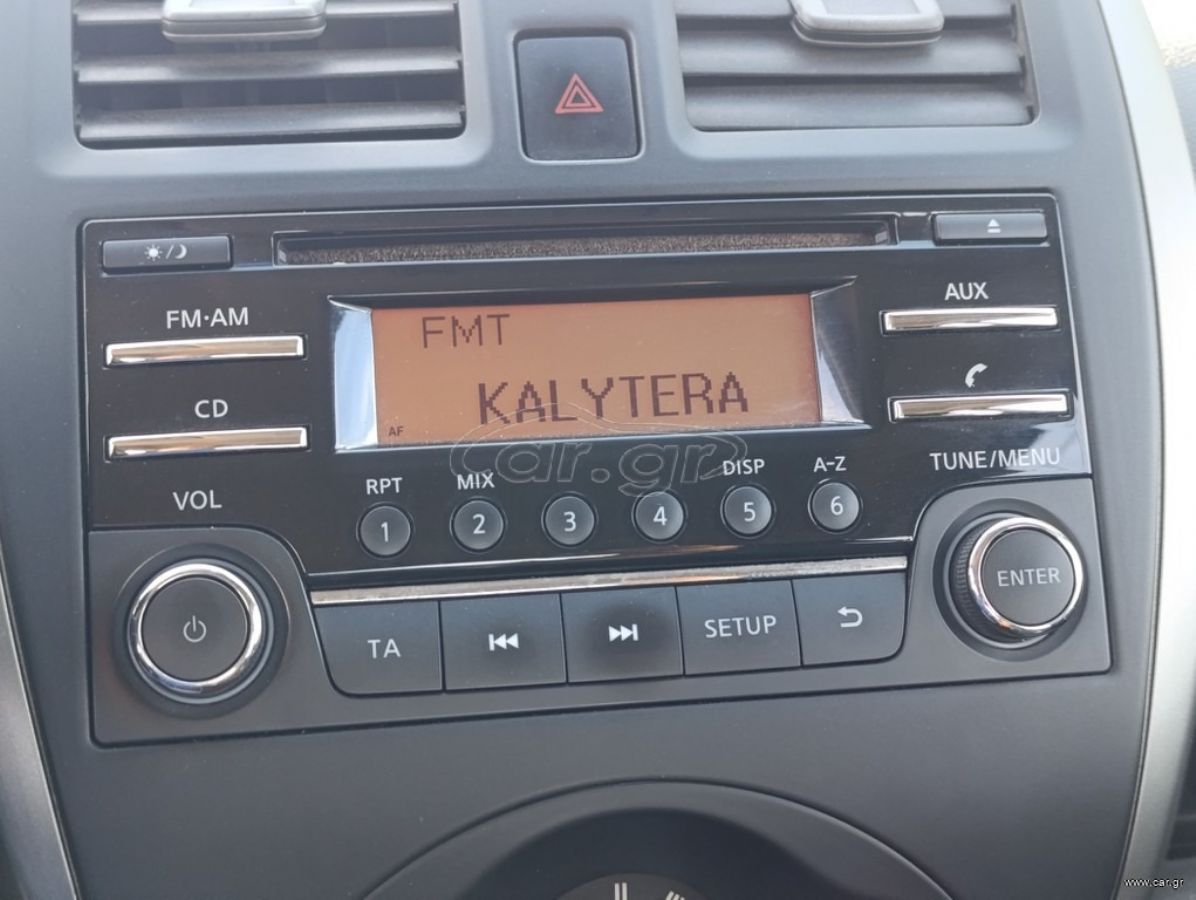 FM·AM
AUX
FMT
CD
KALYTERA
AF
car.gr
VOL
RPT
MIX
DISP
A-Z
TUNE/MENU
1 2 3 4 5 6
ENTER
TA
SETUP
www.car.gr